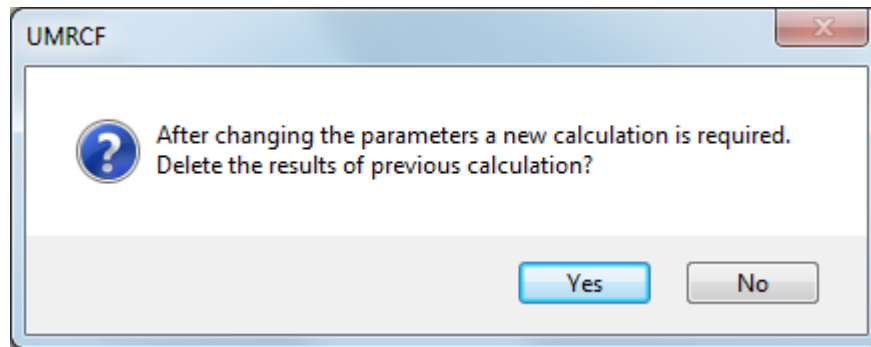 UMRCF
After changing the parameters a new calculation is required.
Delete the results of previous calculation?
Yes No